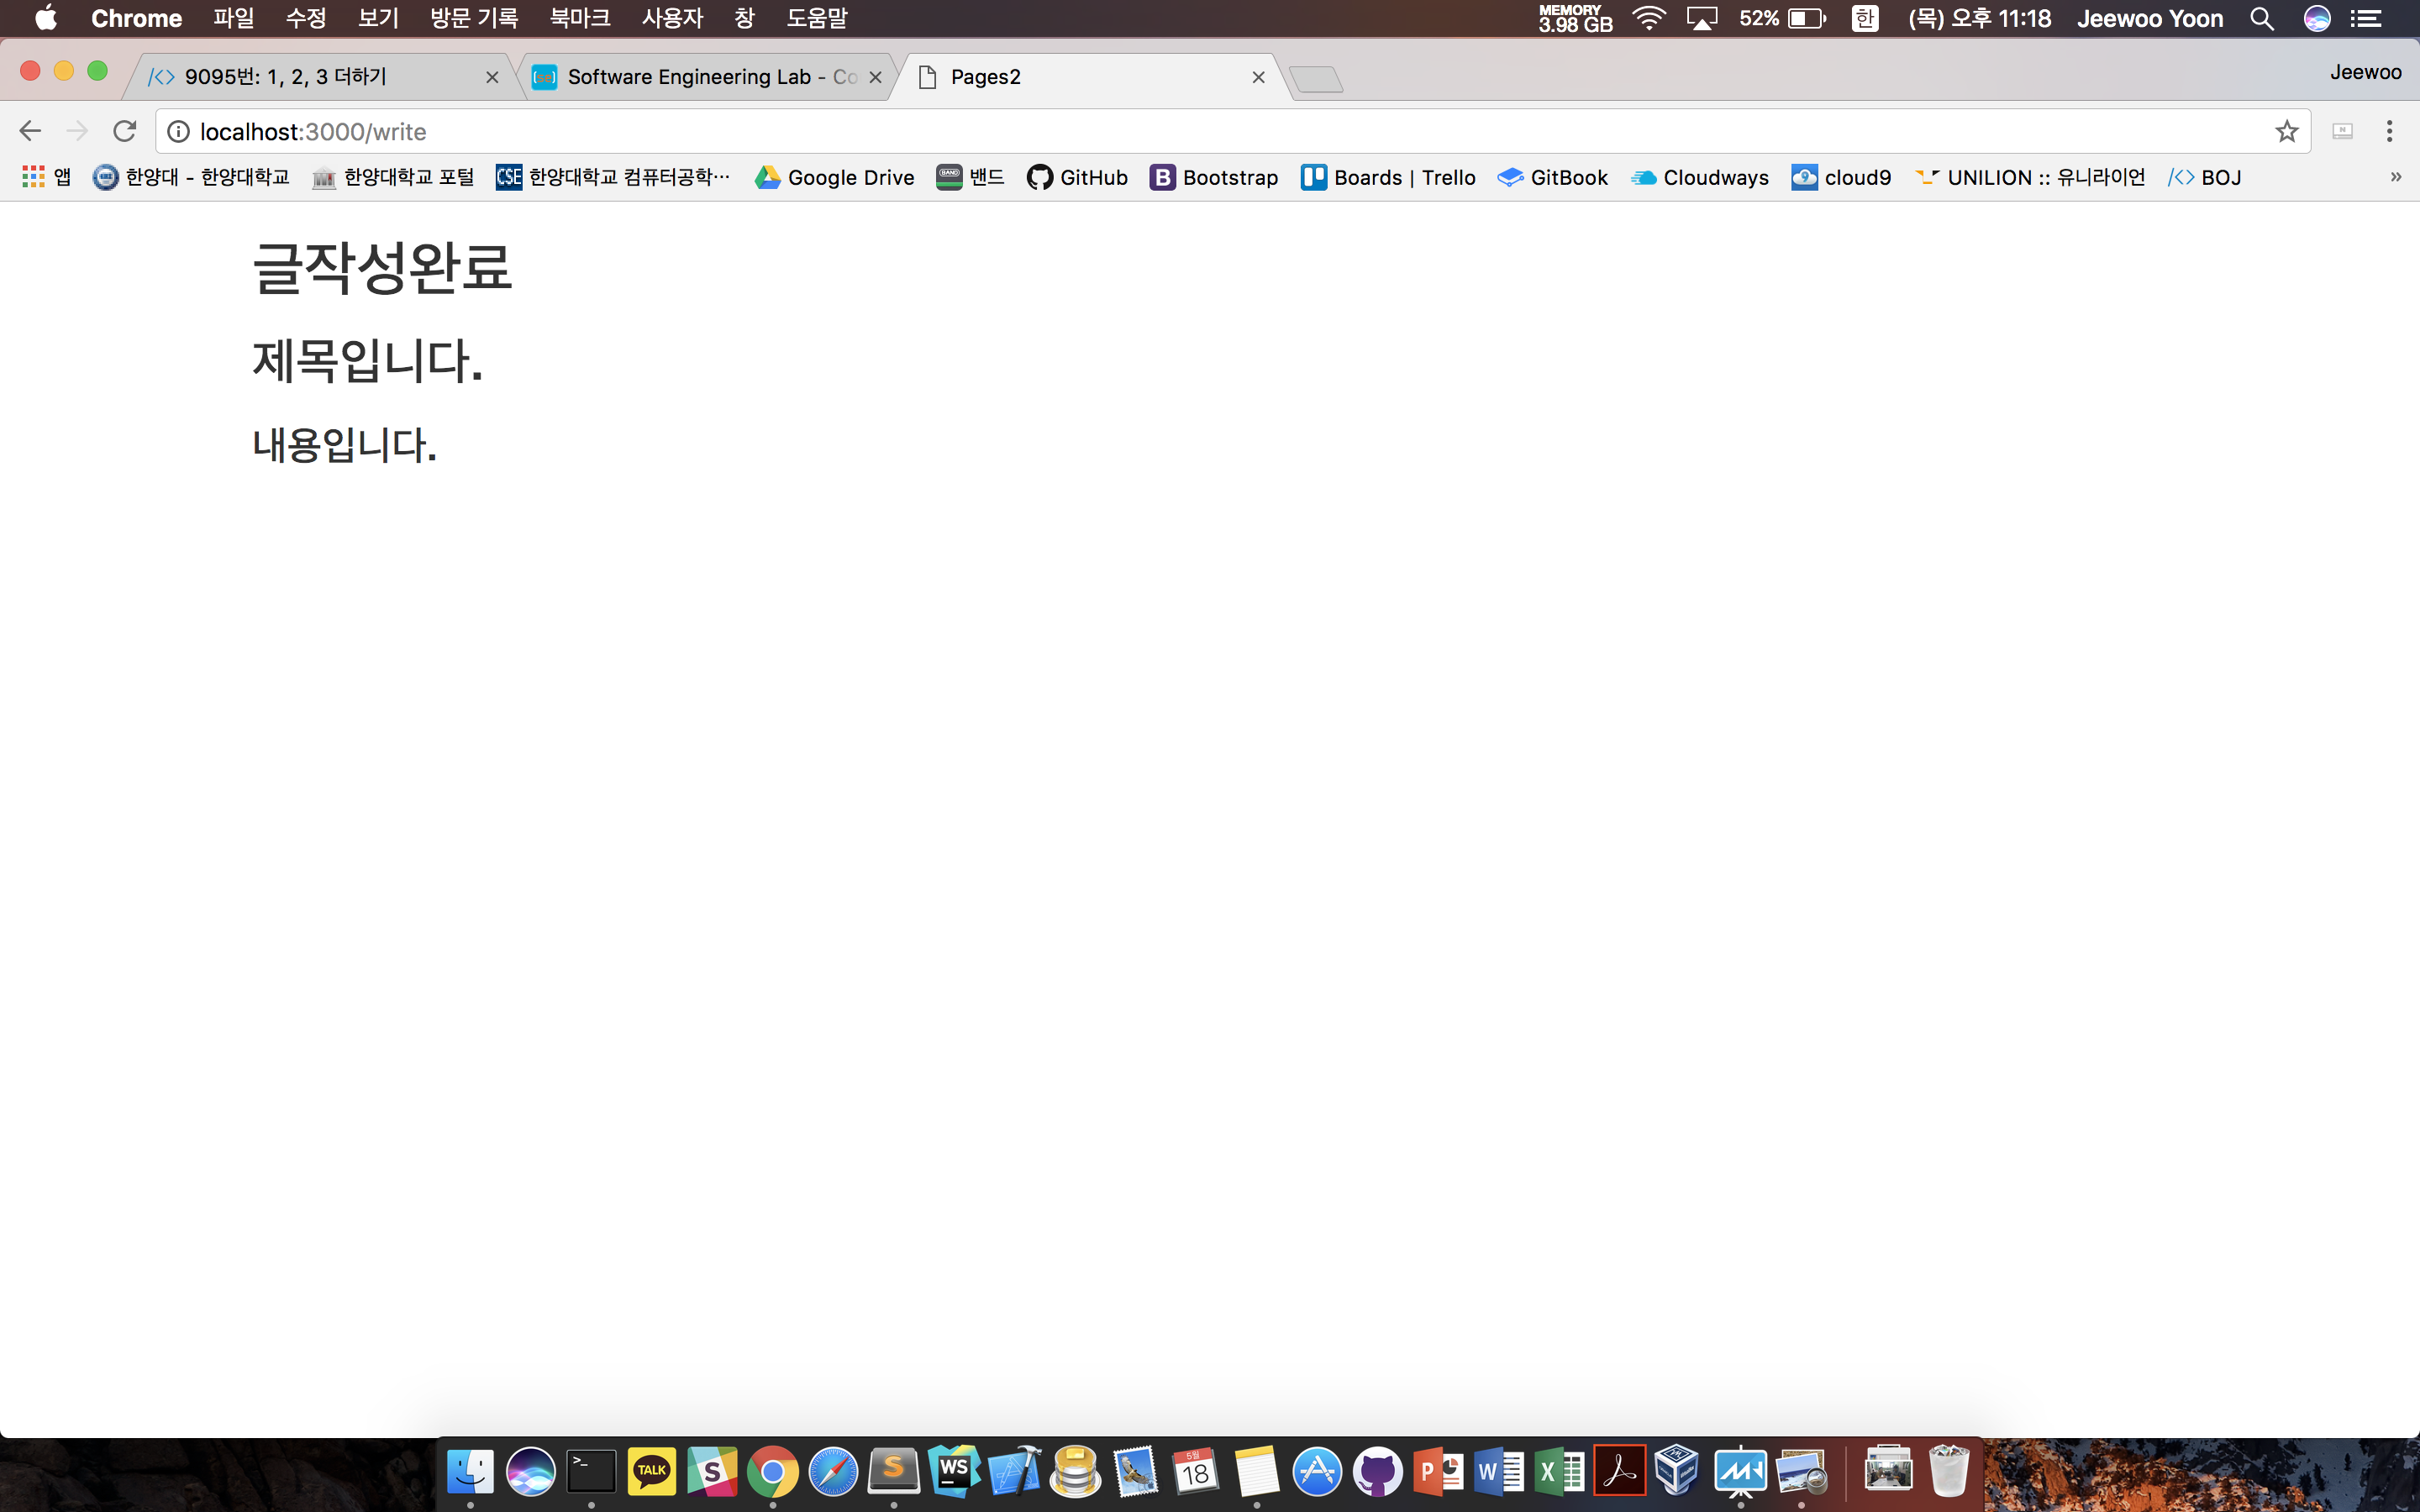 Chrome 파일 수정 보기 방문 기록 북마크 사용자 창 도움말 MEMORY 3.98 GB 52% 한 (목) 오후 11:18 Jeewoo Yoon
9095번: 1, 2, 3 더하기 Software Engineering Lab - Co Pages2 Jeewoo
localhost:3000/write
앱 한양대 - 한양대학교 한양대학교 포털 CSE 한양대학교 컴퓨터공학… Google Drive BAND 밴드 GitHub B Bootstrap Boards | Trello GitBook Cloudways 9 cloud9 UNILION :: 유니라이언 /<> BOJ »
글작성완료
제목입니다.
내용입니다.
>_ TALK S S WS 5월 18 P W X